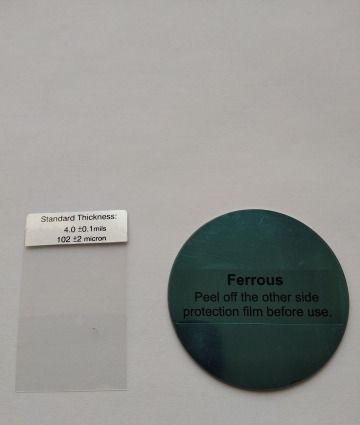 Standard Thickness:
4.0 ±0.1mils
102 ±2 micron
Ferrous
Peel off the other side
protection film before use.